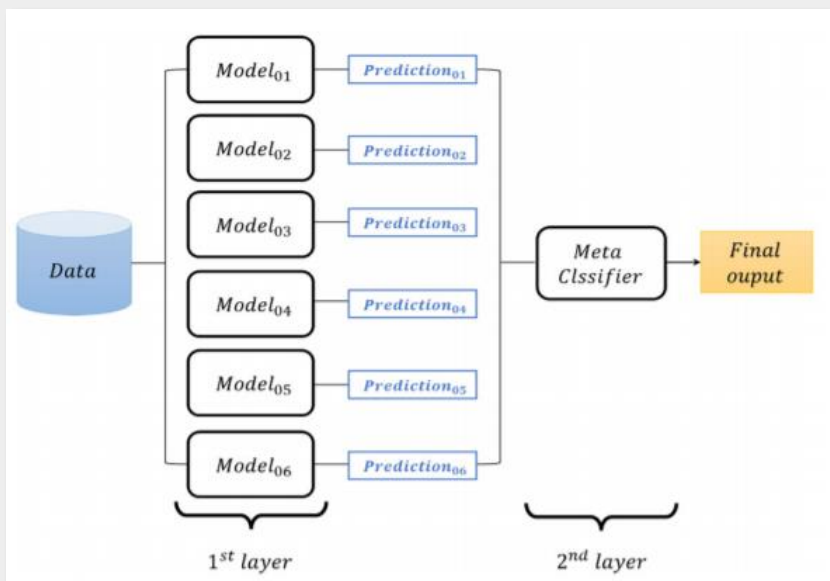 Model₀₁
Prediction₀₁
Model₀₂
Prediction₀₂
Model₀₃
Prediction₀₃
Data
Meta
Clssifier
Final
ouput
Model₀₄
Prediction₀₄
Model₀₅
Prediction₀₅
Model₀₆
Prediction₀₆
1ˢᵗ layer
2ⁿᵈ layer